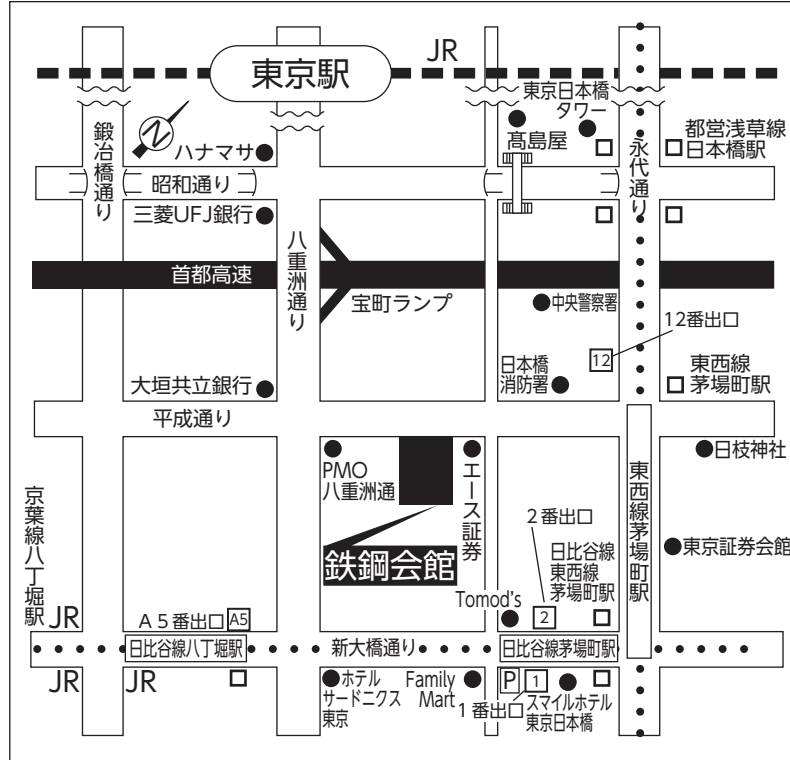 JR
東京駅
東京日本橋
タワー
髙島屋
都営浅草線
日本橋駅
鍛冶橋通り
N
ハナマサ
昭和通り
永代通り
三菱UFJ銀行
八重洲通り
首都高速
宝町ランプ
中央警察署
12番出口
12
日本橋
消防署
東西線
茅場町駅
大垣共立銀行
平成通り
日枝神社
PMO
八重洲通
エース証券
東西線茅場町駅
2番出口
京葉線八丁堀駅
鉄鋼会館
日比谷線
東西線
茅場町駅
東京証券会館
Tomod's
2
JR
A5番出口
A5
日比谷線八丁堀駅
新大橋通り
日比谷線茅場町駅
JR
JR
ホテル
サードニクス
東京
Family
Mart
P
1
1番出口
スマイルホテル
東京日本橋